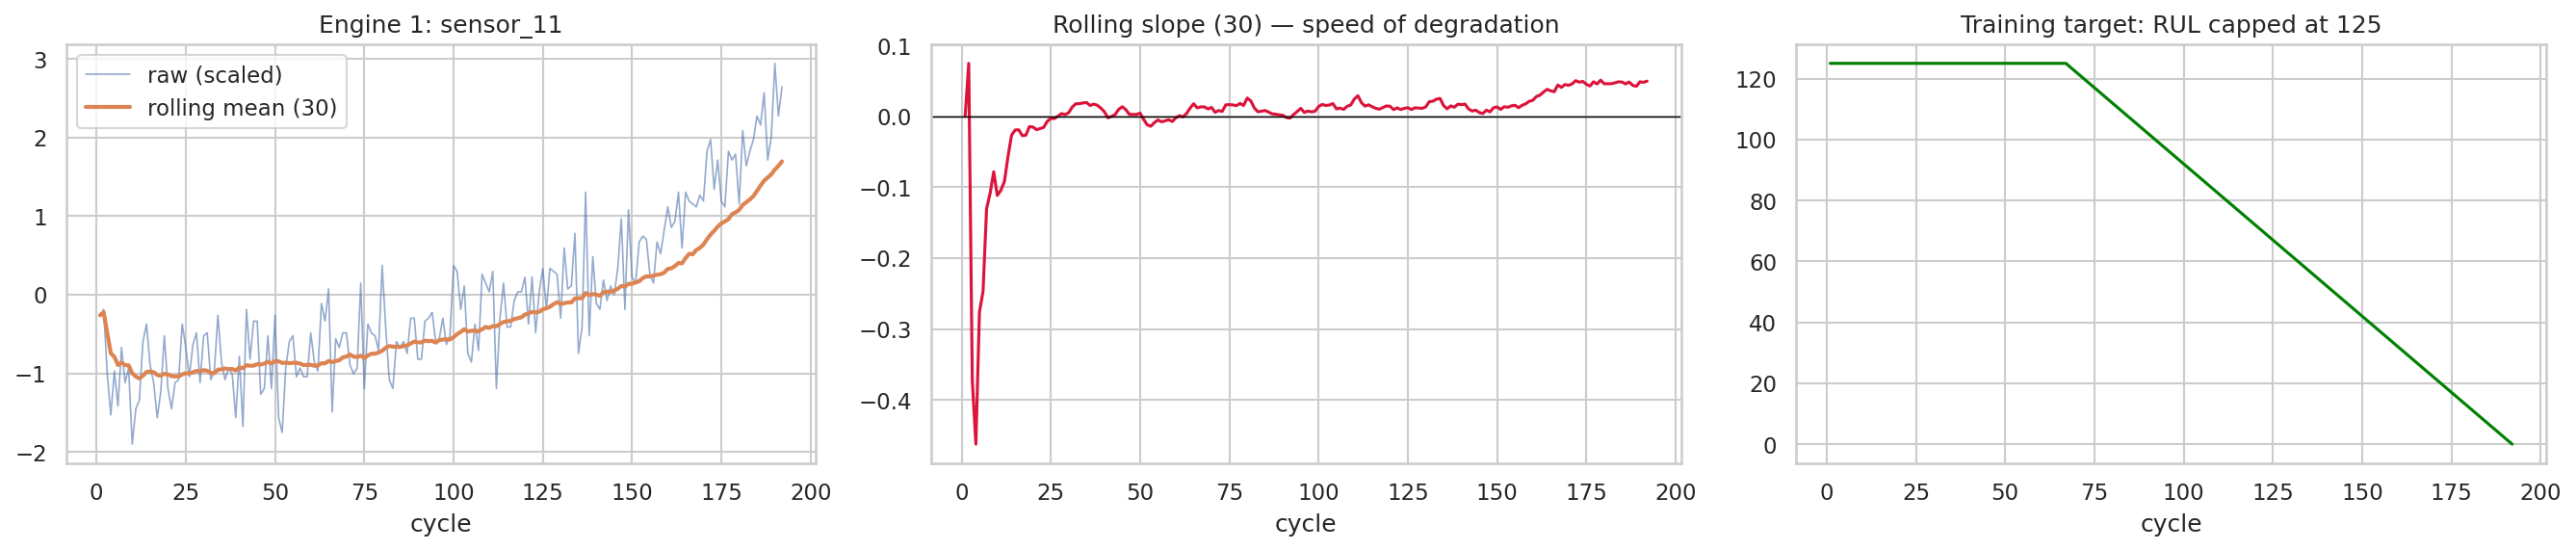 Engine 1: sensor_11
3
2
1
0
−1
−2
raw (scaled)
rolling mean (30)
0 25 50 75 100 125 150 175 200
cycle
Rolling slope (30) — speed of degradation
0.1
0.0
−0.1
−0.2
−0.3
−0.4
0 25 50 75 100 125 150 175 200
cycle
Training target: RUL capped at 125
120
100
80
60
40
20
0
0 25 50 75 100 125 150 175 200
cycle